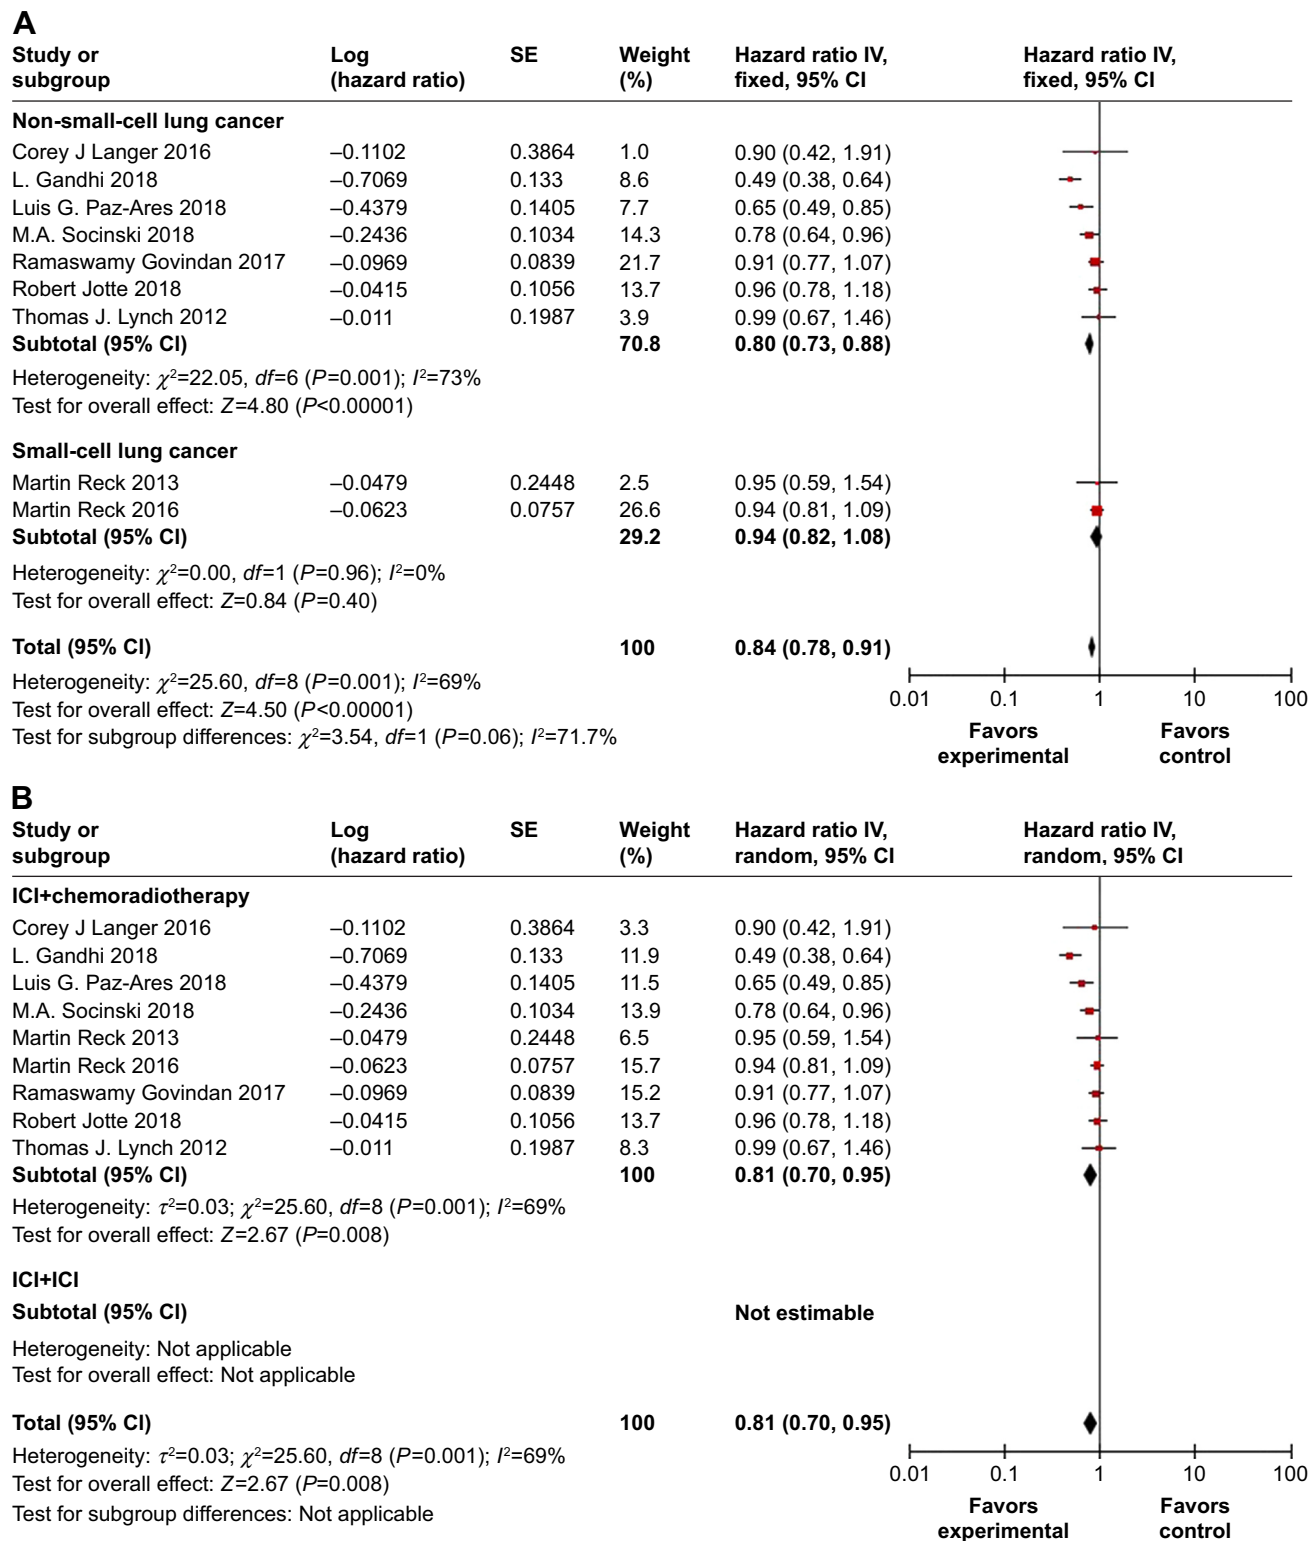 A
Study or subgroup Log (hazard ratio) SE Weight (%) Hazard ratio IV, fixed, 95% CI Hazard ratio IV, fixed, 95% CI
Non-small-cell lung cancer
Corey J Langer 2016 –0.1102 0.3864 1.0 0.90 (0.42, 1.91)
L. Gandhi 2018 –0.7069 0.133 8.6 0.49 (0.38, 0.64)
Luis G. Paz-Ares 2018 –0.4379 0.1405 7.7 0.65 (0.49, 0.85)
M.A. Socinski 2018 –0.2436 0.1034 14.3 0.78 (0.64, 0.96)
Ramaswamy Govindan 2017 –0.0969 0.0839 21.7 0.91 (0.77, 1.07)
Robert Jotte 2018 –0.0415 0.1056 13.7 0.96 (0.78, 1.18)
Thomas J. Lynch 2012 –0.011 0.1987 3.9 0.99 (0.67, 1.46)
Subtotal (95% CI) 70.8 0.80 (0.73, 0.88)
Heterogeneity: χ²=22.05, df=6 (P=0.001); I²=73%
Test for overall effect: Z=4.80 (P<0.00001)
Small-cell lung cancer
Martin Reck 2013 –0.0479 0.2448 2.5 0.95 (0.59, 1.54)
Martin Reck 2016 –0.0623 0.0757 26.6 0.94 (0.81, 1.09)
Subtotal (95% CI) 29.2 0.94 (0.82, 1.08)
Heterogeneity: χ²=0.00, df=1 (P=0.96); I²=0%
Test for overall effect: Z=0.84 (P=0.40)
Total (95% CI) 100 0.84 (0.78, 0.91)
Heterogeneity: χ²=25.60, df=8 (P=0.001); I²=69%
Test for overall effect: Z=4.50 (P<0.00001)
Test for subgroup differences: χ²=3.54, df=1 (P=0.06); I²=71.7%
0.01 0.1 1 10 100
Favors experimental Favors control
B
Study or subgroup Log (hazard ratio) SE Weight (%) Hazard ratio IV, random, 95% CI Hazard ratio IV, random, 95% CI
ICI+chemoradiotherapy
Corey J Langer 2016 –0.1102 0.3864 3.3 0.90 (0.42, 1.91)
L. Gandhi 2018 –0.7069 0.133 11.9 0.49 (0.38, 0.64)
Luis G. Paz-Ares 2018 –0.4379 0.1405 11.5 0.65 (0.49, 0.85)
M.A. Socinski 2018 –0.2436 0.1034 13.9 0.78 (0.64, 0.96)
Martin Reck 2013 –0.0479 0.2448 6.5 0.95 (0.59, 1.54)
Martin Reck 2016 –0.0623 0.0757 15.7 0.94 (0.81, 1.09)
Ramaswamy Govindan 2017 –0.0969 0.0839 15.2 0.91 (0.77, 1.07)
Robert Jotte 2018 –0.0415 0.1056 13.7 0.96 (0.78, 1.18)
Thomas J. Lynch 2012 –0.011 0.1987 8.3 0.99 (0.67, 1.46)
Subtotal (95% CI) 100 0.81 (0.70, 0.95)
Heterogeneity: τ²=0.03; χ²=25.60, df=8 (P=0.001); I²=69%
Test for overall effect: Z=2.67 (P=0.008)
ICI+ICI
Subtotal (95% CI) Not estimable
Heterogeneity: Not applicable
Test for overall effect: Not applicable
Total (95% CI) 100 0.81 (0.70, 0.95)
Heterogeneity: τ²=0.03; χ²=25.60, df=8 (P=0.001); I²=69%
Test for overall effect: Z=2.67 (P=0.008)
Test for subgroup differences: Not applicable
0.01 0.1 1 10 100
Favors experimental Favors control